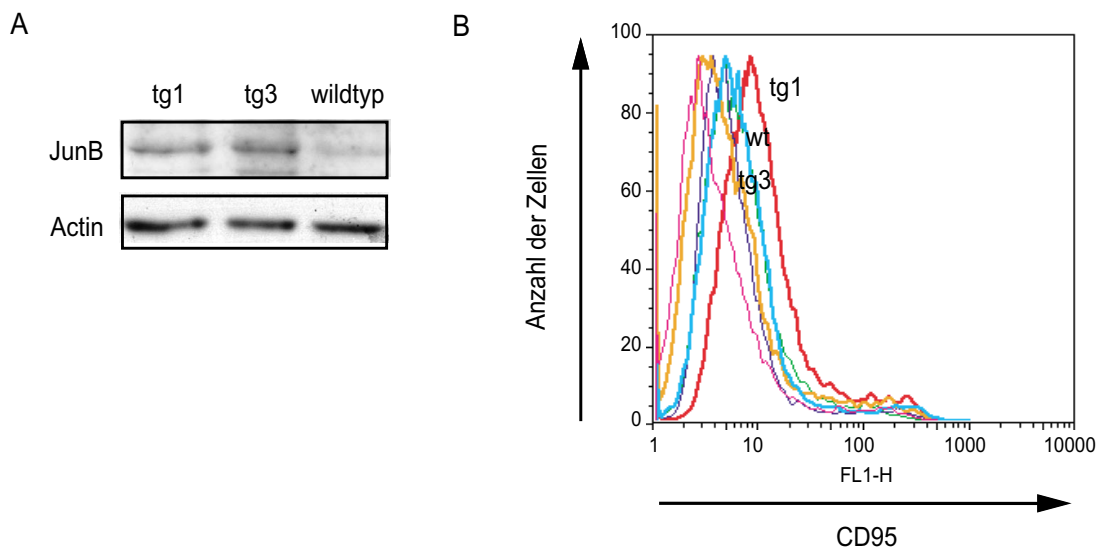 A
tg1 tg3 wildtyp
JunB
Actin
B
100
80
60
40
20
0
tg1
wt
tg3
Anzahl der Zellen
1 10 100 1000 10000
FL1-H
CD95